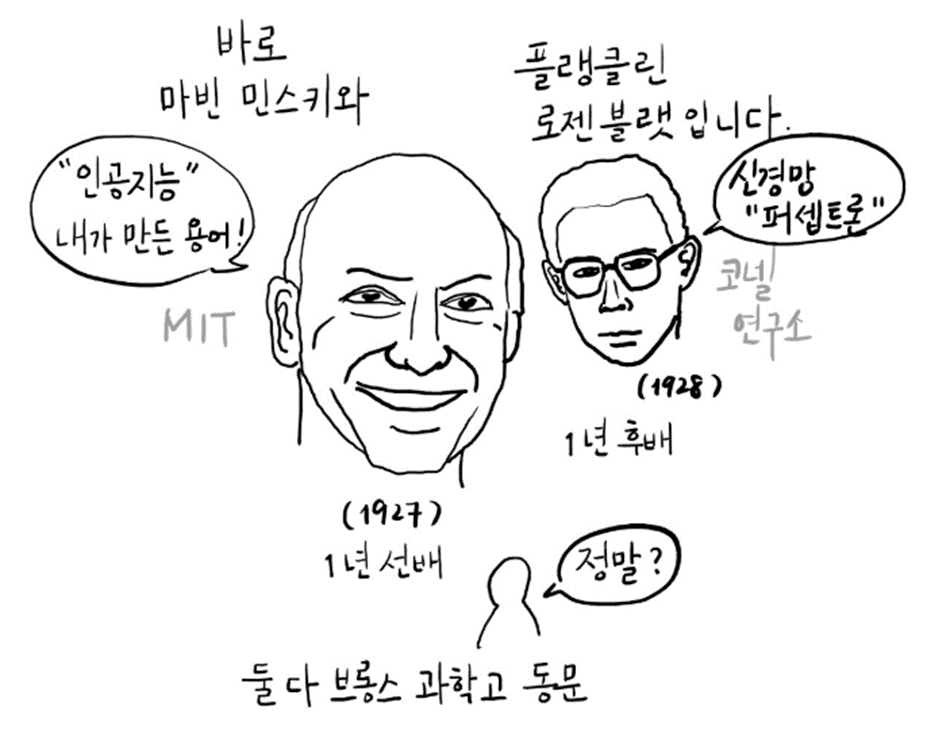 바로
마빈 민스키와
플랭클린
로젠블랫입니다.
"인공지능"
내가 만든 용어!
신경망
"퍼셉트론"
MIT
코넬
연구소
(1928)
1년 후배
(1927)
1년 선배
정말?
둘 다 브롱스 과학고 동문